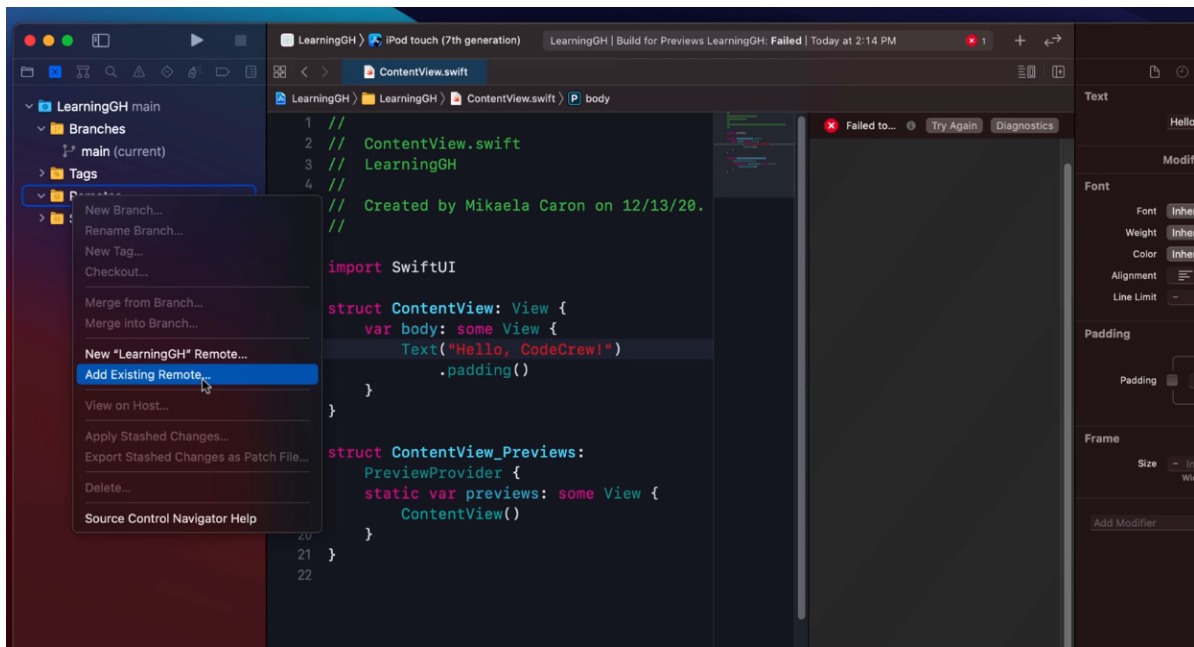 LearningGH 〉 iPod touch (7th generation)
LearningGH | Build for Previews LearningGH: Failed | Today at 2:14 PM
1
ContentView.swift
LearningGH main
Branches
main (current)
Tags
New Branch...
Rename Branch...
New Tag...
Checkout...
Merge from Branch...
Merge into Branch...
New “LearningGH” Remote...
Add Existing Remote...
View on Host...
Apply Stashed Changes...
Export Stashed Changes as Patch File...
Delete...
Source Control Navigator Help
LearningGH 〉 LearningGH 〉 ContentView.swift 〉 P body
1 //
2 // ContentView.swift
3 // LearningGH
4 //
// Created by Mikaela Caron on 12/13/20.
//
import SwiftUI
struct ContentView: View {
var body: some View {
Text("Hello, CodeCrew!")
.padding()
}
}
struct ContentView_Previews:
PreviewProvider {
static var previews: some View {
ContentView()
20 }
21 }
22
Failed to... Try Again Diagnostics
Text
Hello
Modif
Font
Font Inhe
Weight Inhe
Color Inhe
Alignment
Line Limit
Padding
Padding
Frame
Size
Add Modifier